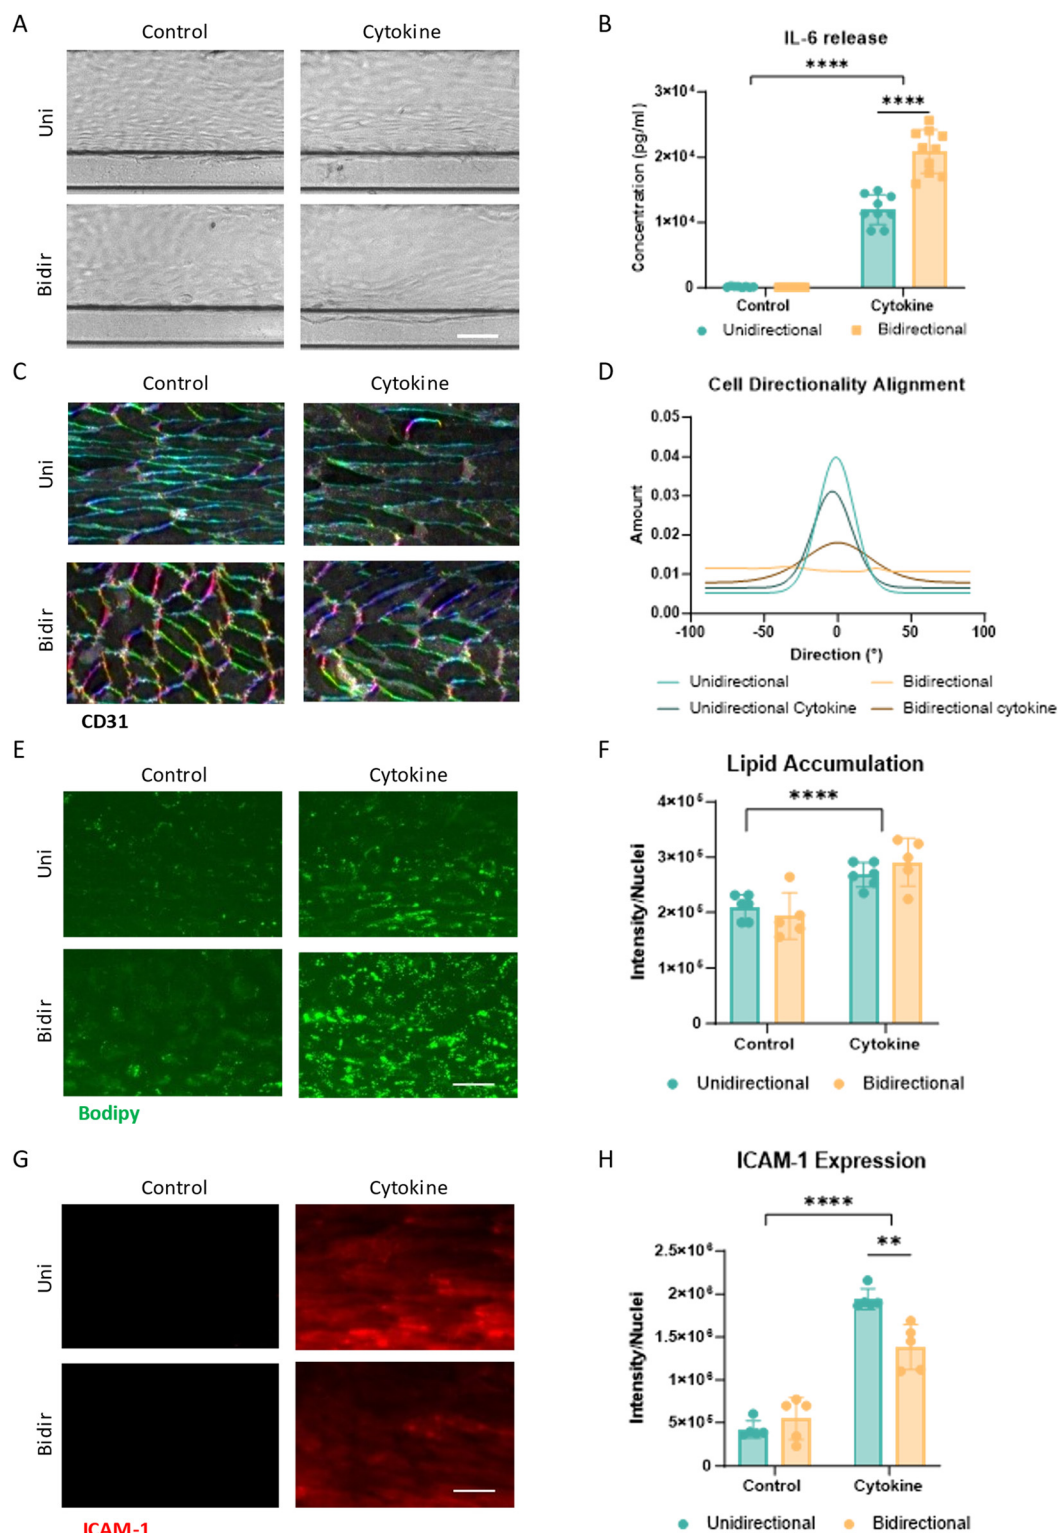 A
Control
Cytokine
Uni
Bidir
B
IL-6 release
****
****
Concentration (pg/ml)
3×10⁴
2×10⁴
1×10⁴
0
Control
Cytokine
Unidirectional
Bidirectional
C
Control
Cytokine
Uni
Bidir
CD31
D
Cell Directionality Alignment
Amount
0.05
0.04
0.03
0.02
0.01
0.00
-100
-50
0
50
100
Direction (°)
Unidirectional
Bidirectional
Unidirectional Cytokine
Bidirectional cytokine
E
Control
Cytokine
Uni
Bidir
Bodipy
F
Lipid Accumulation
****
Intensity/Nuclei
4×10⁵
3×10⁵
2×10⁵
1×10⁵
0
Control
Cytokine
Unidirectional
Bidirectional
G
Control
Cytokine
Uni
Bidir
ICAM-1
H
ICAM-1 Expression
****
**
Intensity/Nuclei
2.5×10⁶
2×10⁶
1.5×10⁶
1×10⁶
5×10⁵
0
Control
Cytokine
Unidirectional
Bidirectional